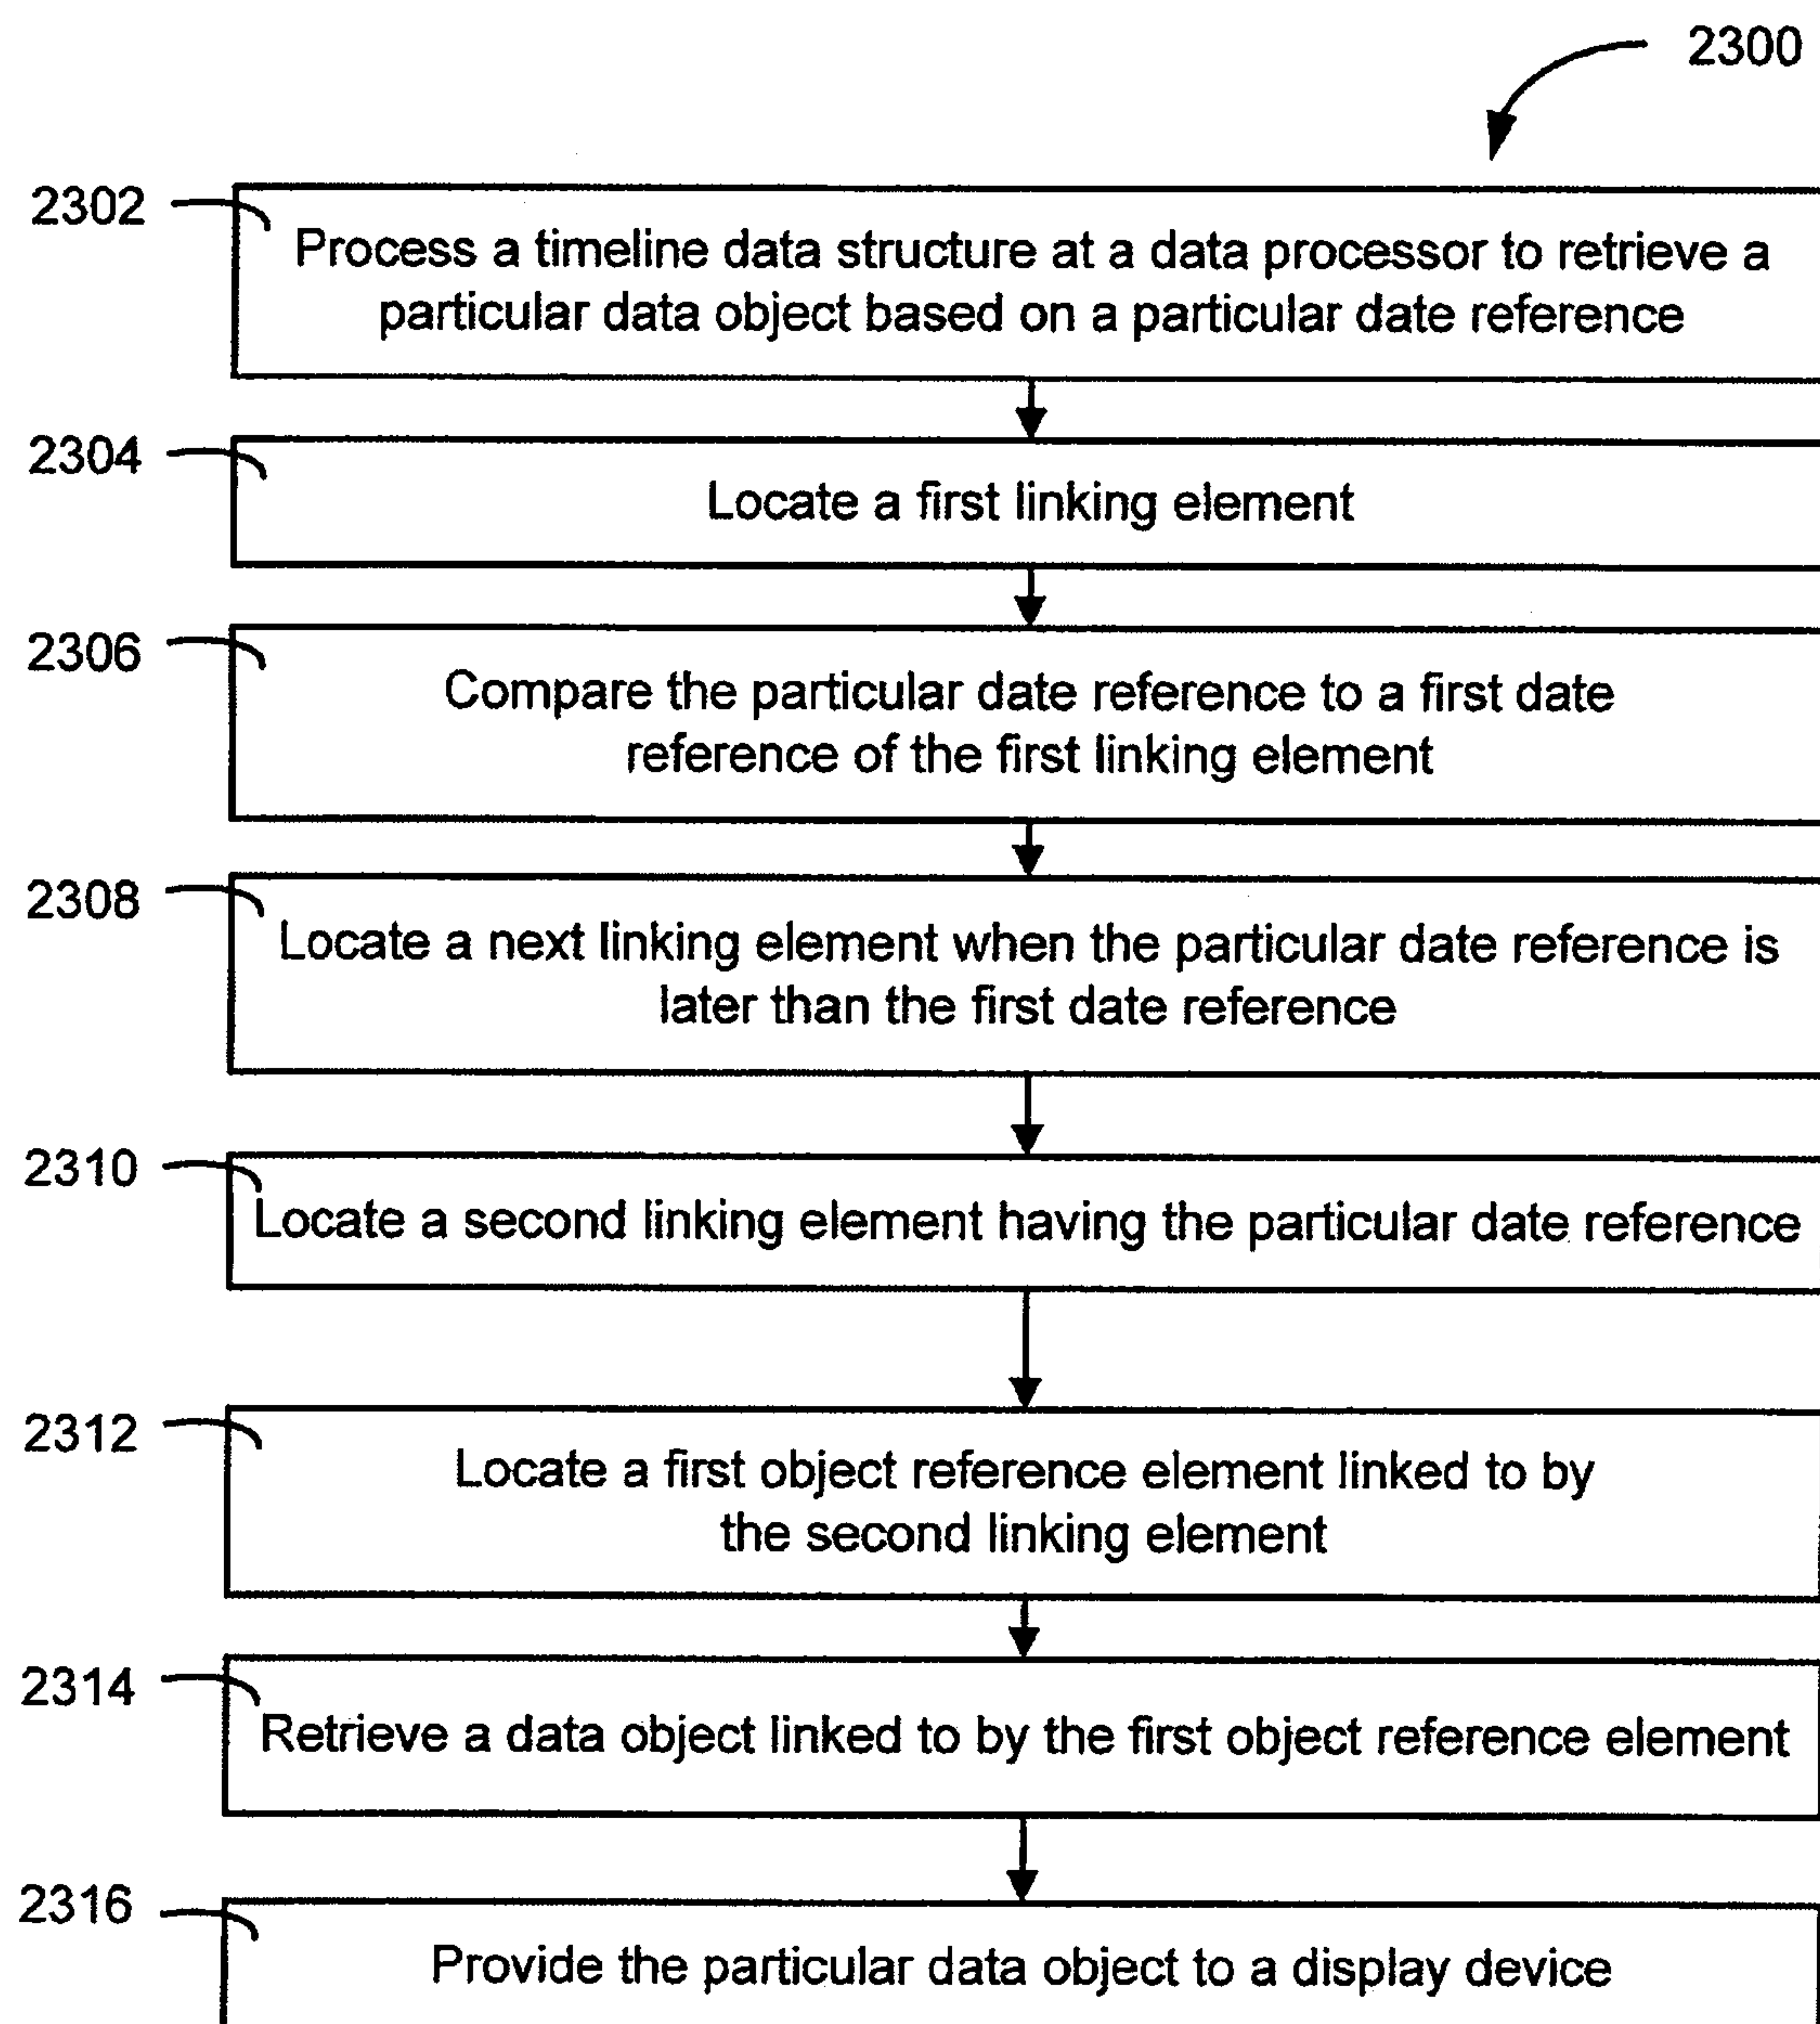 2300
2302
Process a timeline data structure at a data processor to retrieve a
particular data object based on a particular date reference
2304
Locate a first linking element
2306
Compare the particular date reference to a first date
reference of the first linking element
2308
Locate a next linking element when the particular date reference is
later than the first date reference
2310
Locate a second linking element having the particular date reference
2312
Locate a first object reference element linked to by
the second linking element
2314
Retrieve a data object linked to by the first object reference element
2316
Provide the particular data object to a display device